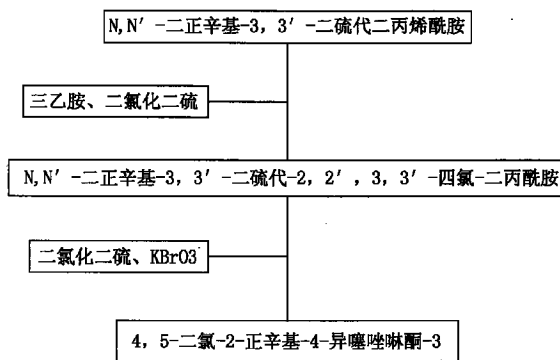 N,N′-二正辛基-3, 3′-二硫代二丙烯酰胺
三乙胺、二氯化二硫
N,N′-二正辛基-3, 3′-二硫代-2, 2′, 3, 3′-四氯-二丙酰胺
二氯化二硫、KBrO3
4, 5-二氯-2-正辛基-4-异噻唑啉酮-3